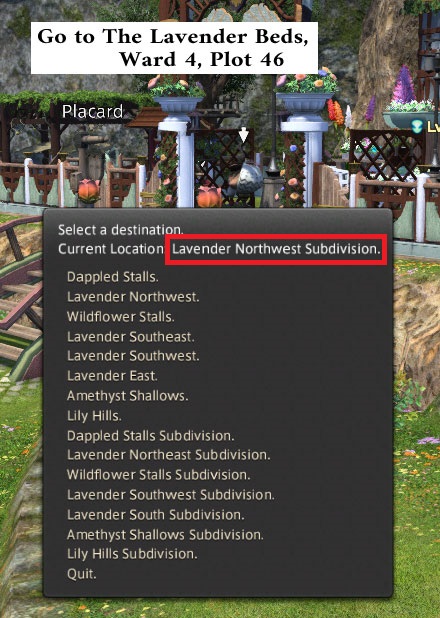 Go to The Lavender Beds,
Ward 4, Plot 46
Placard
Select a destination.
Current Location: Lavender Northwest Subdivision.
Dappled Stalls.
Lavender Northwest.
Wildflower Stalls.
Lavender Southeast.
Lavender Southwest.
Lavender East.
Amethyst Shallows.
Lily Hills.
Dappled Stalls Subdivision.
Lavender Northeast Subdivision.
Wildflower Stalls Subdivision.
Lavender Southwest Subdivision.
Lavender South Subdivision.
Amethyst Shallows Subdivision.
Lily Hills Subdivision.
Quit.